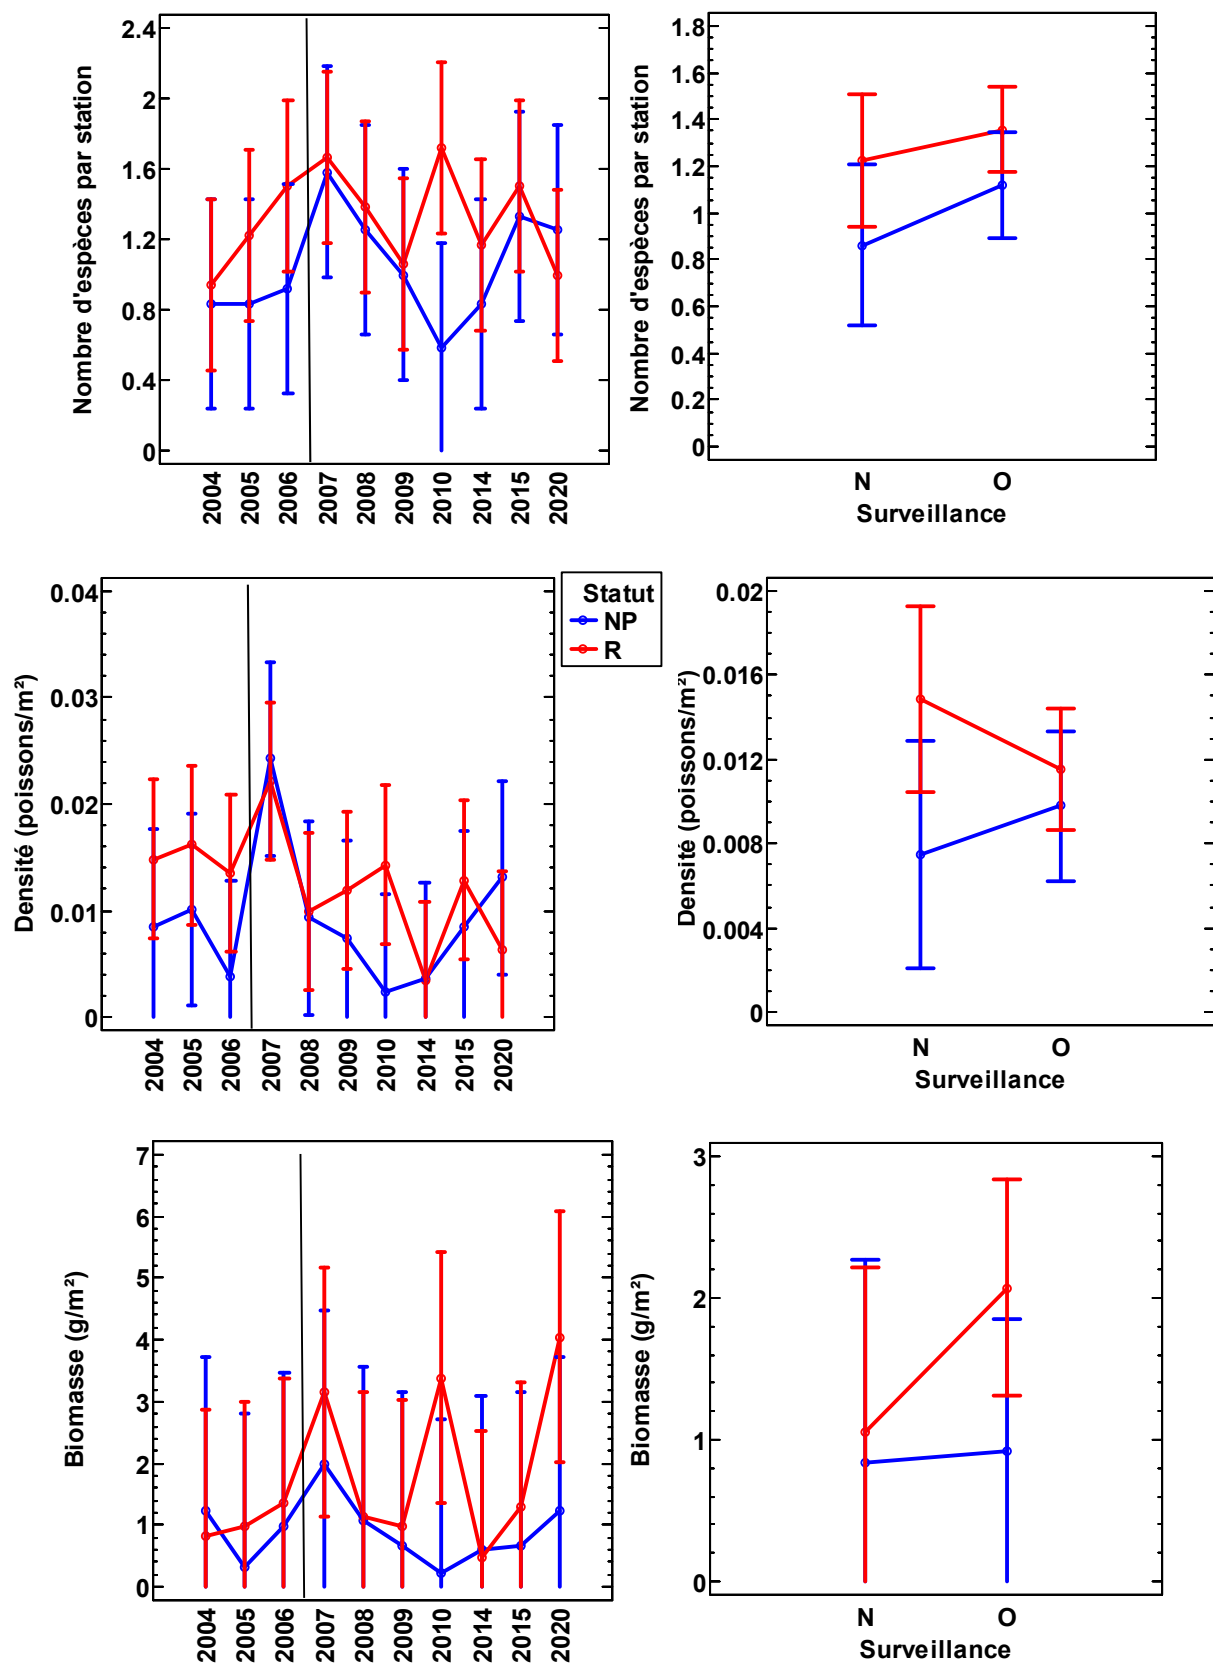 Nombre d'espèces par station
2.4
2
1.6
1.2
0.8
0.4
0
2004 2005 2006 2007 2008 2009 2010 2014 2015 2020
Nombre d'espèces par station
1.8
1.6
1.4
1.2
1
0.8
0.6
0.4
0.2
0
N O
Surveillance
Densité (poissons/m²)
0.04
0.03
0.02
0.01
0
2004 2005 2006 2007 2008 2009 2010 2014 2015 2020
Statut
NP
R
Densité (poissons/m²)
0.02
0.016
0.012
0.008
0.004
0
N O
Surveillance
Biomasse (g/m²)
7
6
5
4
3
2
1
0
2004 2005 2006 2007 2008 2009 2010 2014 2015 2020
Biomasse (g/m²)
3
2
1
0
N O
Surveillance